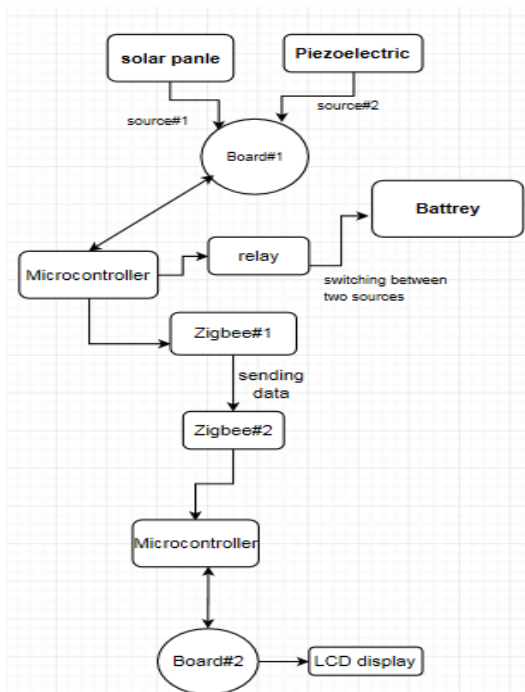 solar panle
Piezoelectric
source#1
source#2
Board#1
Battrey
Microcontroller
relay
switching between
two sources
Zigbee#1
sending
data
Zigbee#2
Microcontroller
Board#2
LCD display